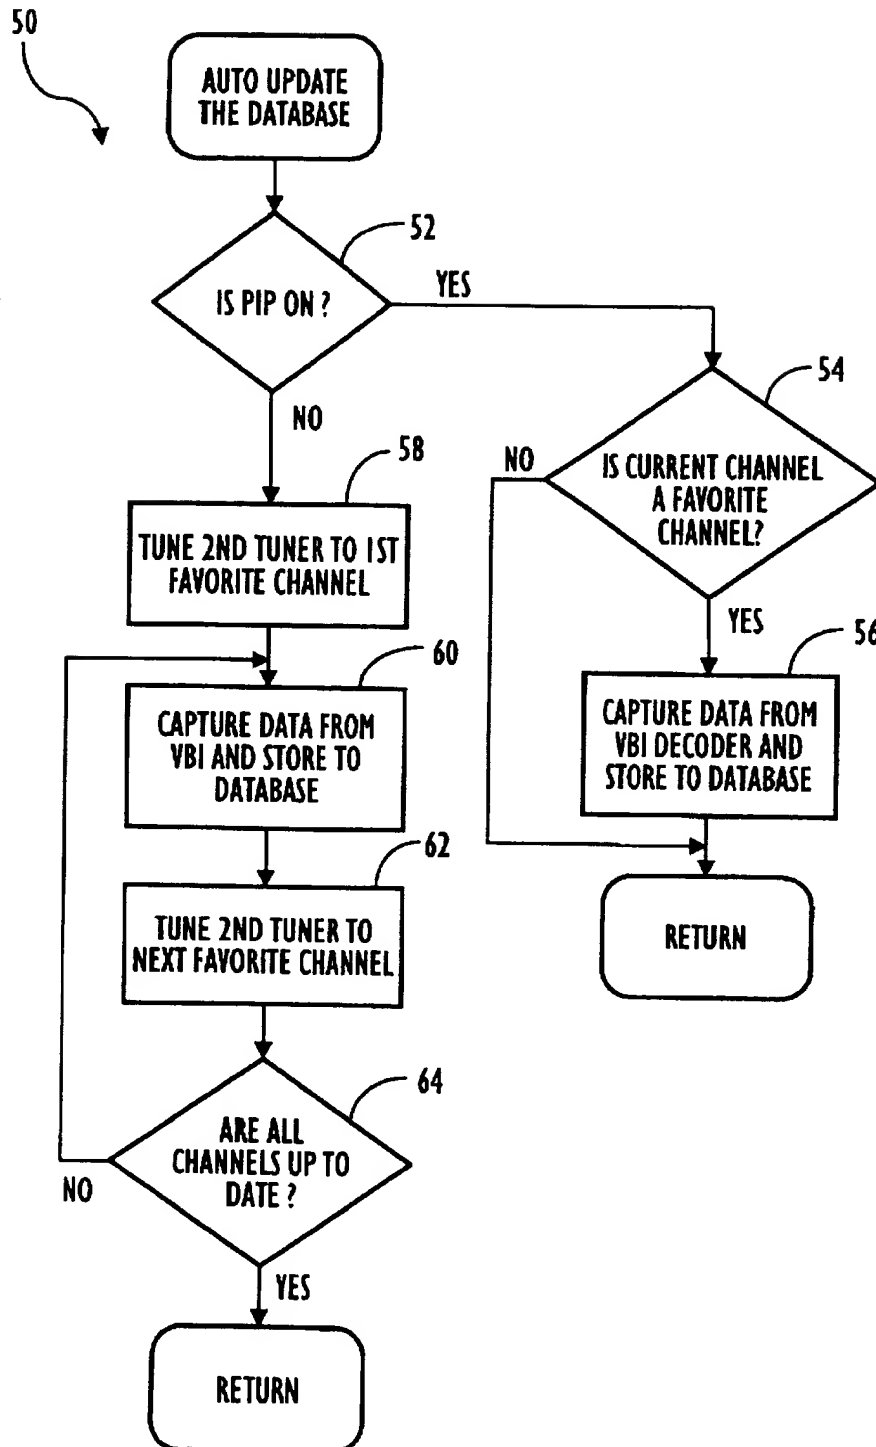 50
AUTO UPDATE
THE DATABASE
52
IS PIP ON ?
YES
NO
54
IS CURRENT CHANNEL
A FAVORITE
CHANNEL?
NO
YES
58
TUNE 2ND TUNER TO 1ST
FAVORITE CHANNEL
56
CAPTURE DATA FROM
VBI DECODER AND
STORE TO DATABASE
60
CAPTURE DATA FROM
VBI AND STORE TO
DATABASE
62
TUNE 2ND TUNER TO
NEXT FAVORITE CHANNEL
RETURN
64
ARE ALL
CHANNELS UP TO
DATE ?
NO
YES
RETURN